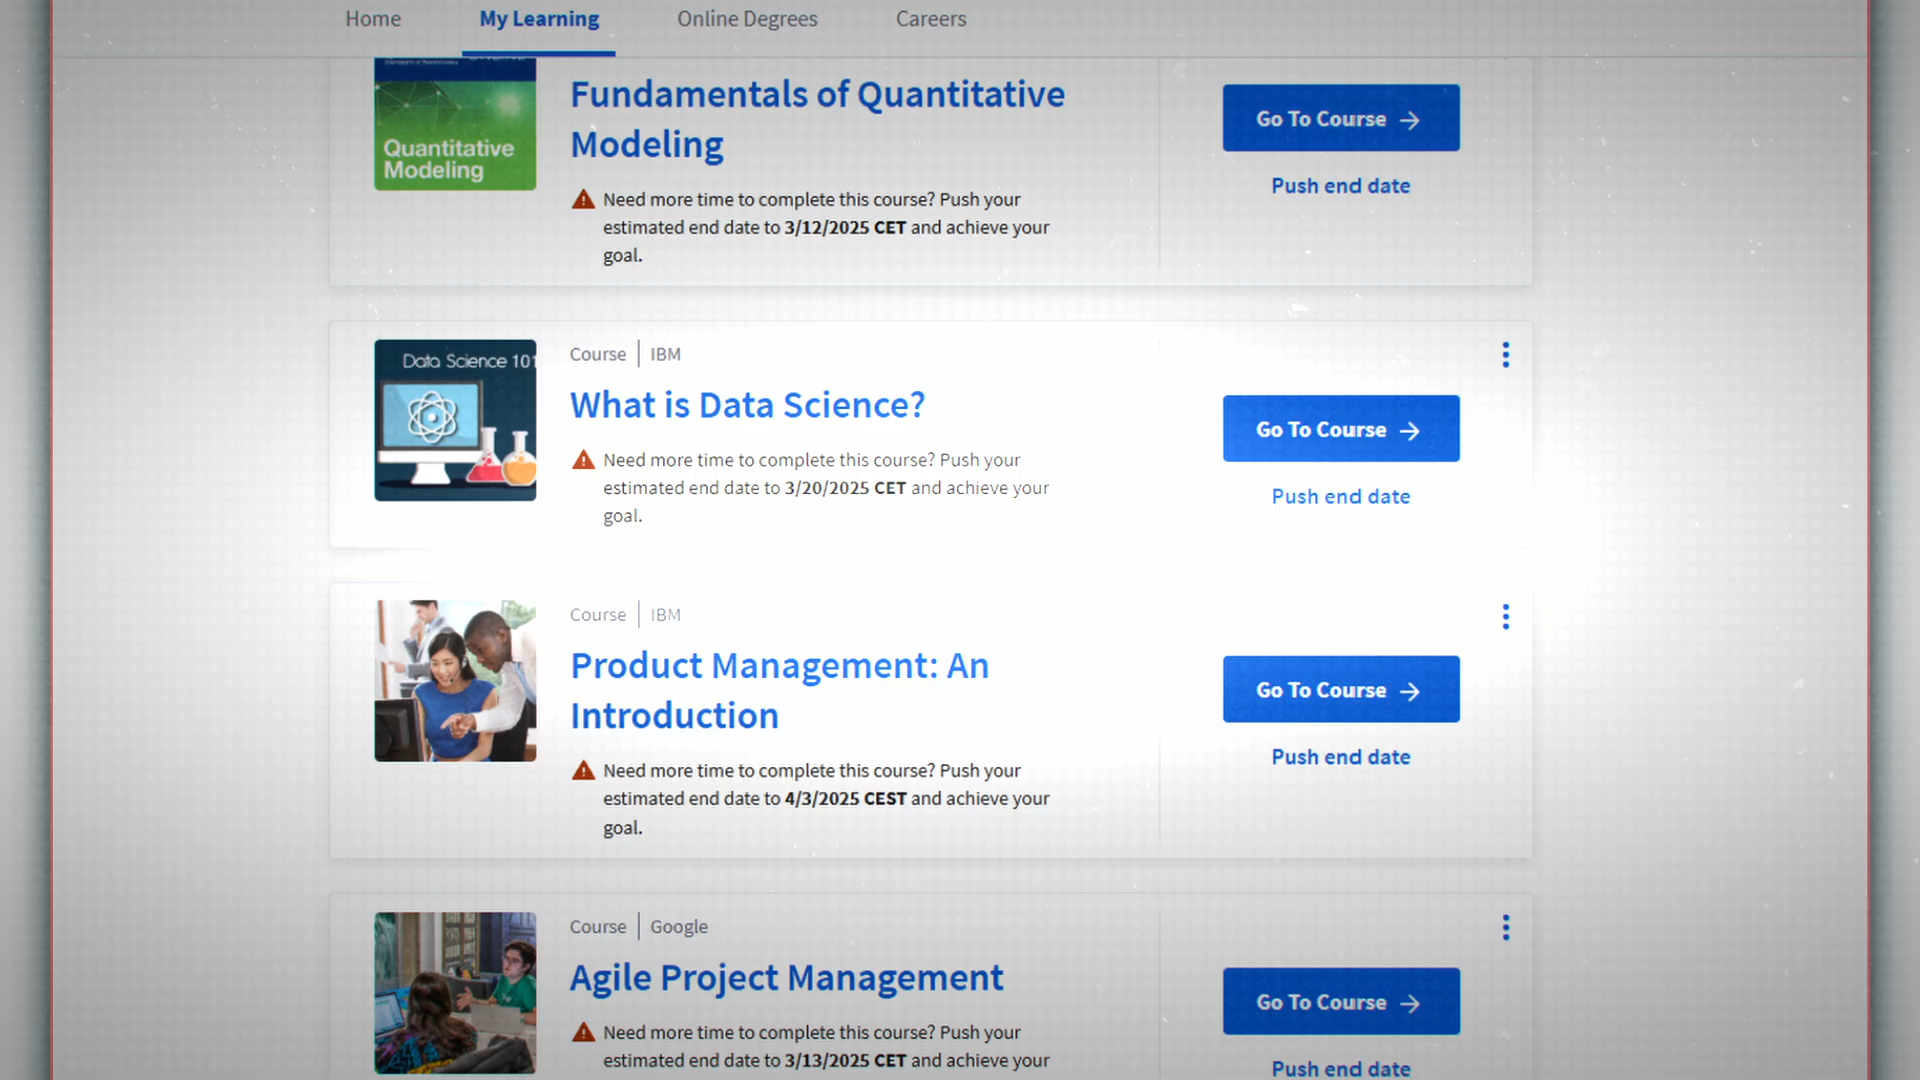 Home
My Learning
Online Degrees
Careers
Quantitative
Modeling
Fundamentals of Quantitative
Modeling
Need more time to complete this course? Push your
estimated end date to 3/12/2025 CET and achieve your
goal.
Go To Course
Push end date
Data Science 101
Course | IBM
What is Data Science?
Need more time to complete this course? Push your
estimated end date to 3/20/2025 CET and achieve your
goal.
Go To Course
Push end date
Course | IBM
Product Management: An
Introduction
Need more time to complete this course? Push your
estimated end date to 4/3/2025 CEST and achieve your
goal.
Go To Course
Push end date
Course | Google
Agile Project Management
Need more time to complete this course? Push your
estimated end date to 3/13/2025 CET and achieve your
Go To Course
Push end date